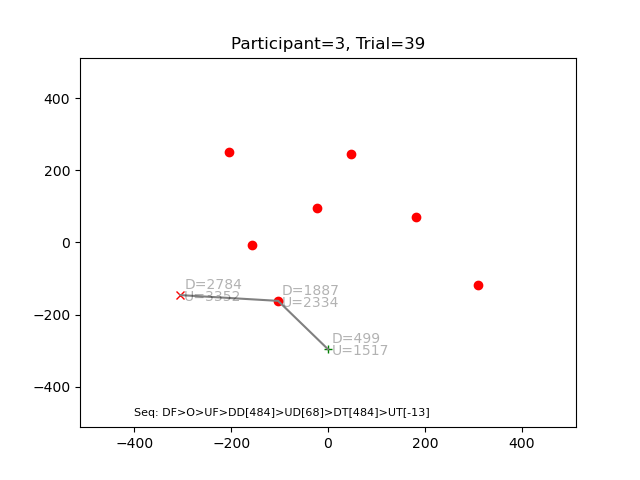 Participant=3, Trial=39
400
200
0
−200
−400
D=2784
U=3352
D=1887
U=2334
D=499
U=1517
Seq: DF>O>UF>DD[484]>UD[68]>DT[484]>UT[-13]
−400 −200 0 200 400